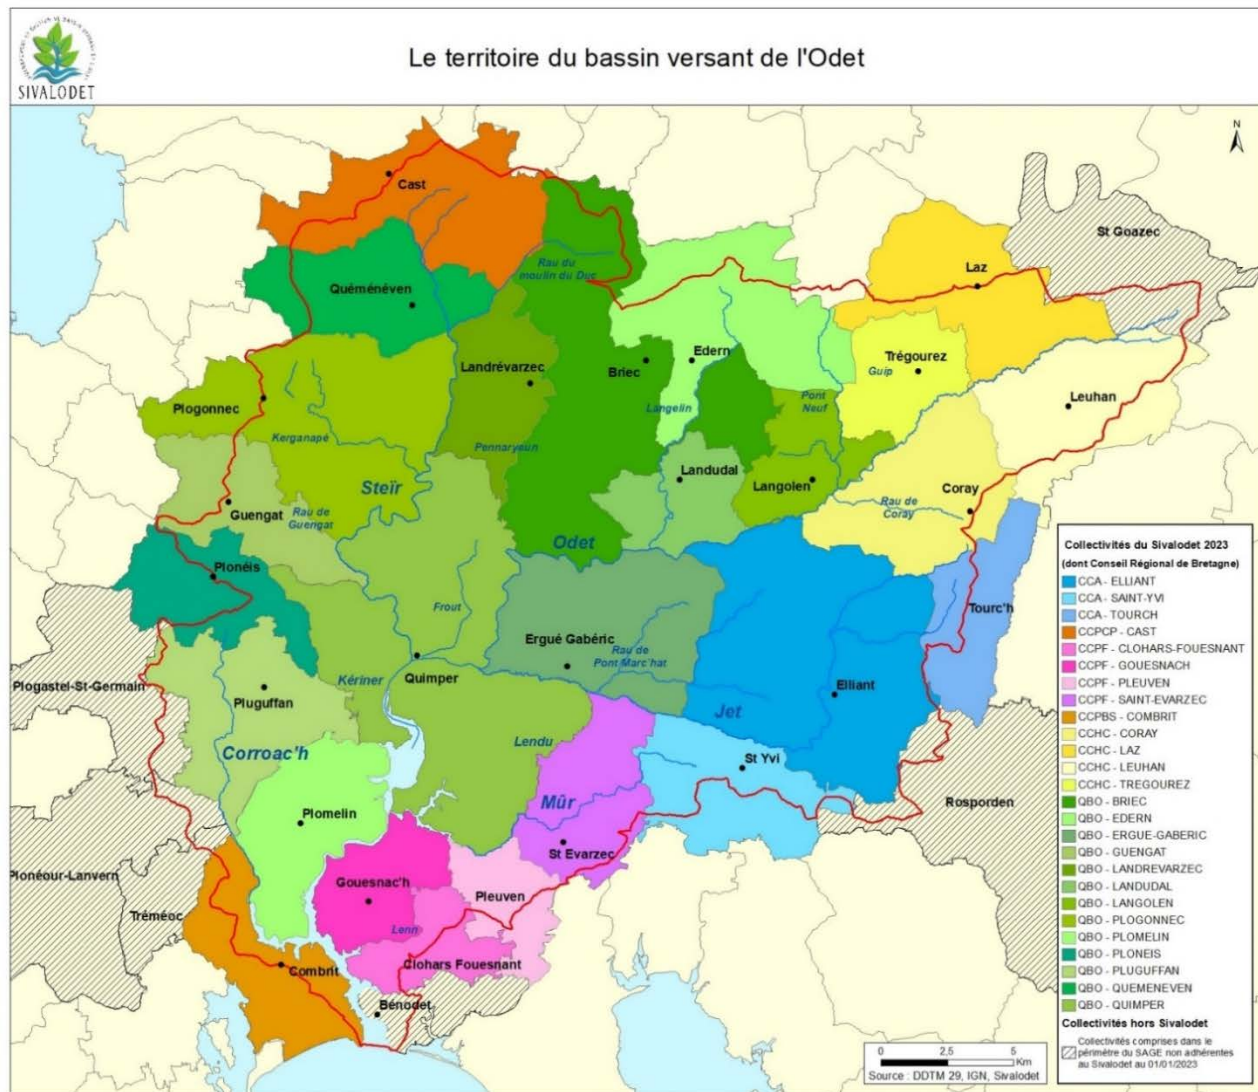 SIVALODET
Le territoire du bassin versant de l'Odet
N
Cast
St Goazec
Rau du
moulin du Duc
Laz
Quéménéven
Landrévarzec
Briec
Edern
Trégourez
Guip
Leuhan
Plogonnec
Langelin
Pont
Neuf
Kerganapé
Pennarysun
Steïr
Landudal
Langolen
Coray
Guengat
Rau de
Guengat
Rau de
Coray
Odet
Plonéis
Frout
Tourc'h
Ergué Gabéric
Rau de
Pont Marc'hat
Quimper
Kériner
Plogastel-St-Germain
Pluguffan
Elliant
Jet
Corroac'h
Lendu
St Yvi
Mûr
Rosporden
Plomelin
St Evarzec
Plonéour-Lanvern
Gouesnac'h
Pleuven
Tréméoc
Lenn
Clohars Fouesnant
Combrit
Bénodet
Collectivités du Sivalodet 2023
(dont Conseil Régional de Bretagne)
CCA - ELLIANT
CCA - SAINT-YVI
CCA - TOURCH
CCPCP - CAST
CCPF - CLOHARS-FOUESNANT
CCPF - GOUESNACH
CCPF - PLEUVEN
CCPF - SAINT-EVARZEC
CCPBS - COMBRIT
CCHC - CORAY
CCHC - LAZ
CCHC - LEUHAN
CCHC - TREGOUREZ
QBO - BRIEC
QBO - EDERN
QBO - ERGUE-GABERIC
QBO - GUENGAT
QBO - LANDREVARZEC
QBO - LANDUDAL
QBO - LANGOLEN
QBO - PLOGONNEC
QBO - PLOMELIN
QBO - PLONEIS
QBO - PLUGUFFAN
QBO - QUEMENEVEN
QBO - QUIMPER
Collectivités hors Sivalodet
Collectivités comprises dans le
périmètre du SAGE non adhérentes
au Sivalodet au 01/01/2023
0 2,5 5
Km
Source : DDTM 29, IGN, Sivalodet